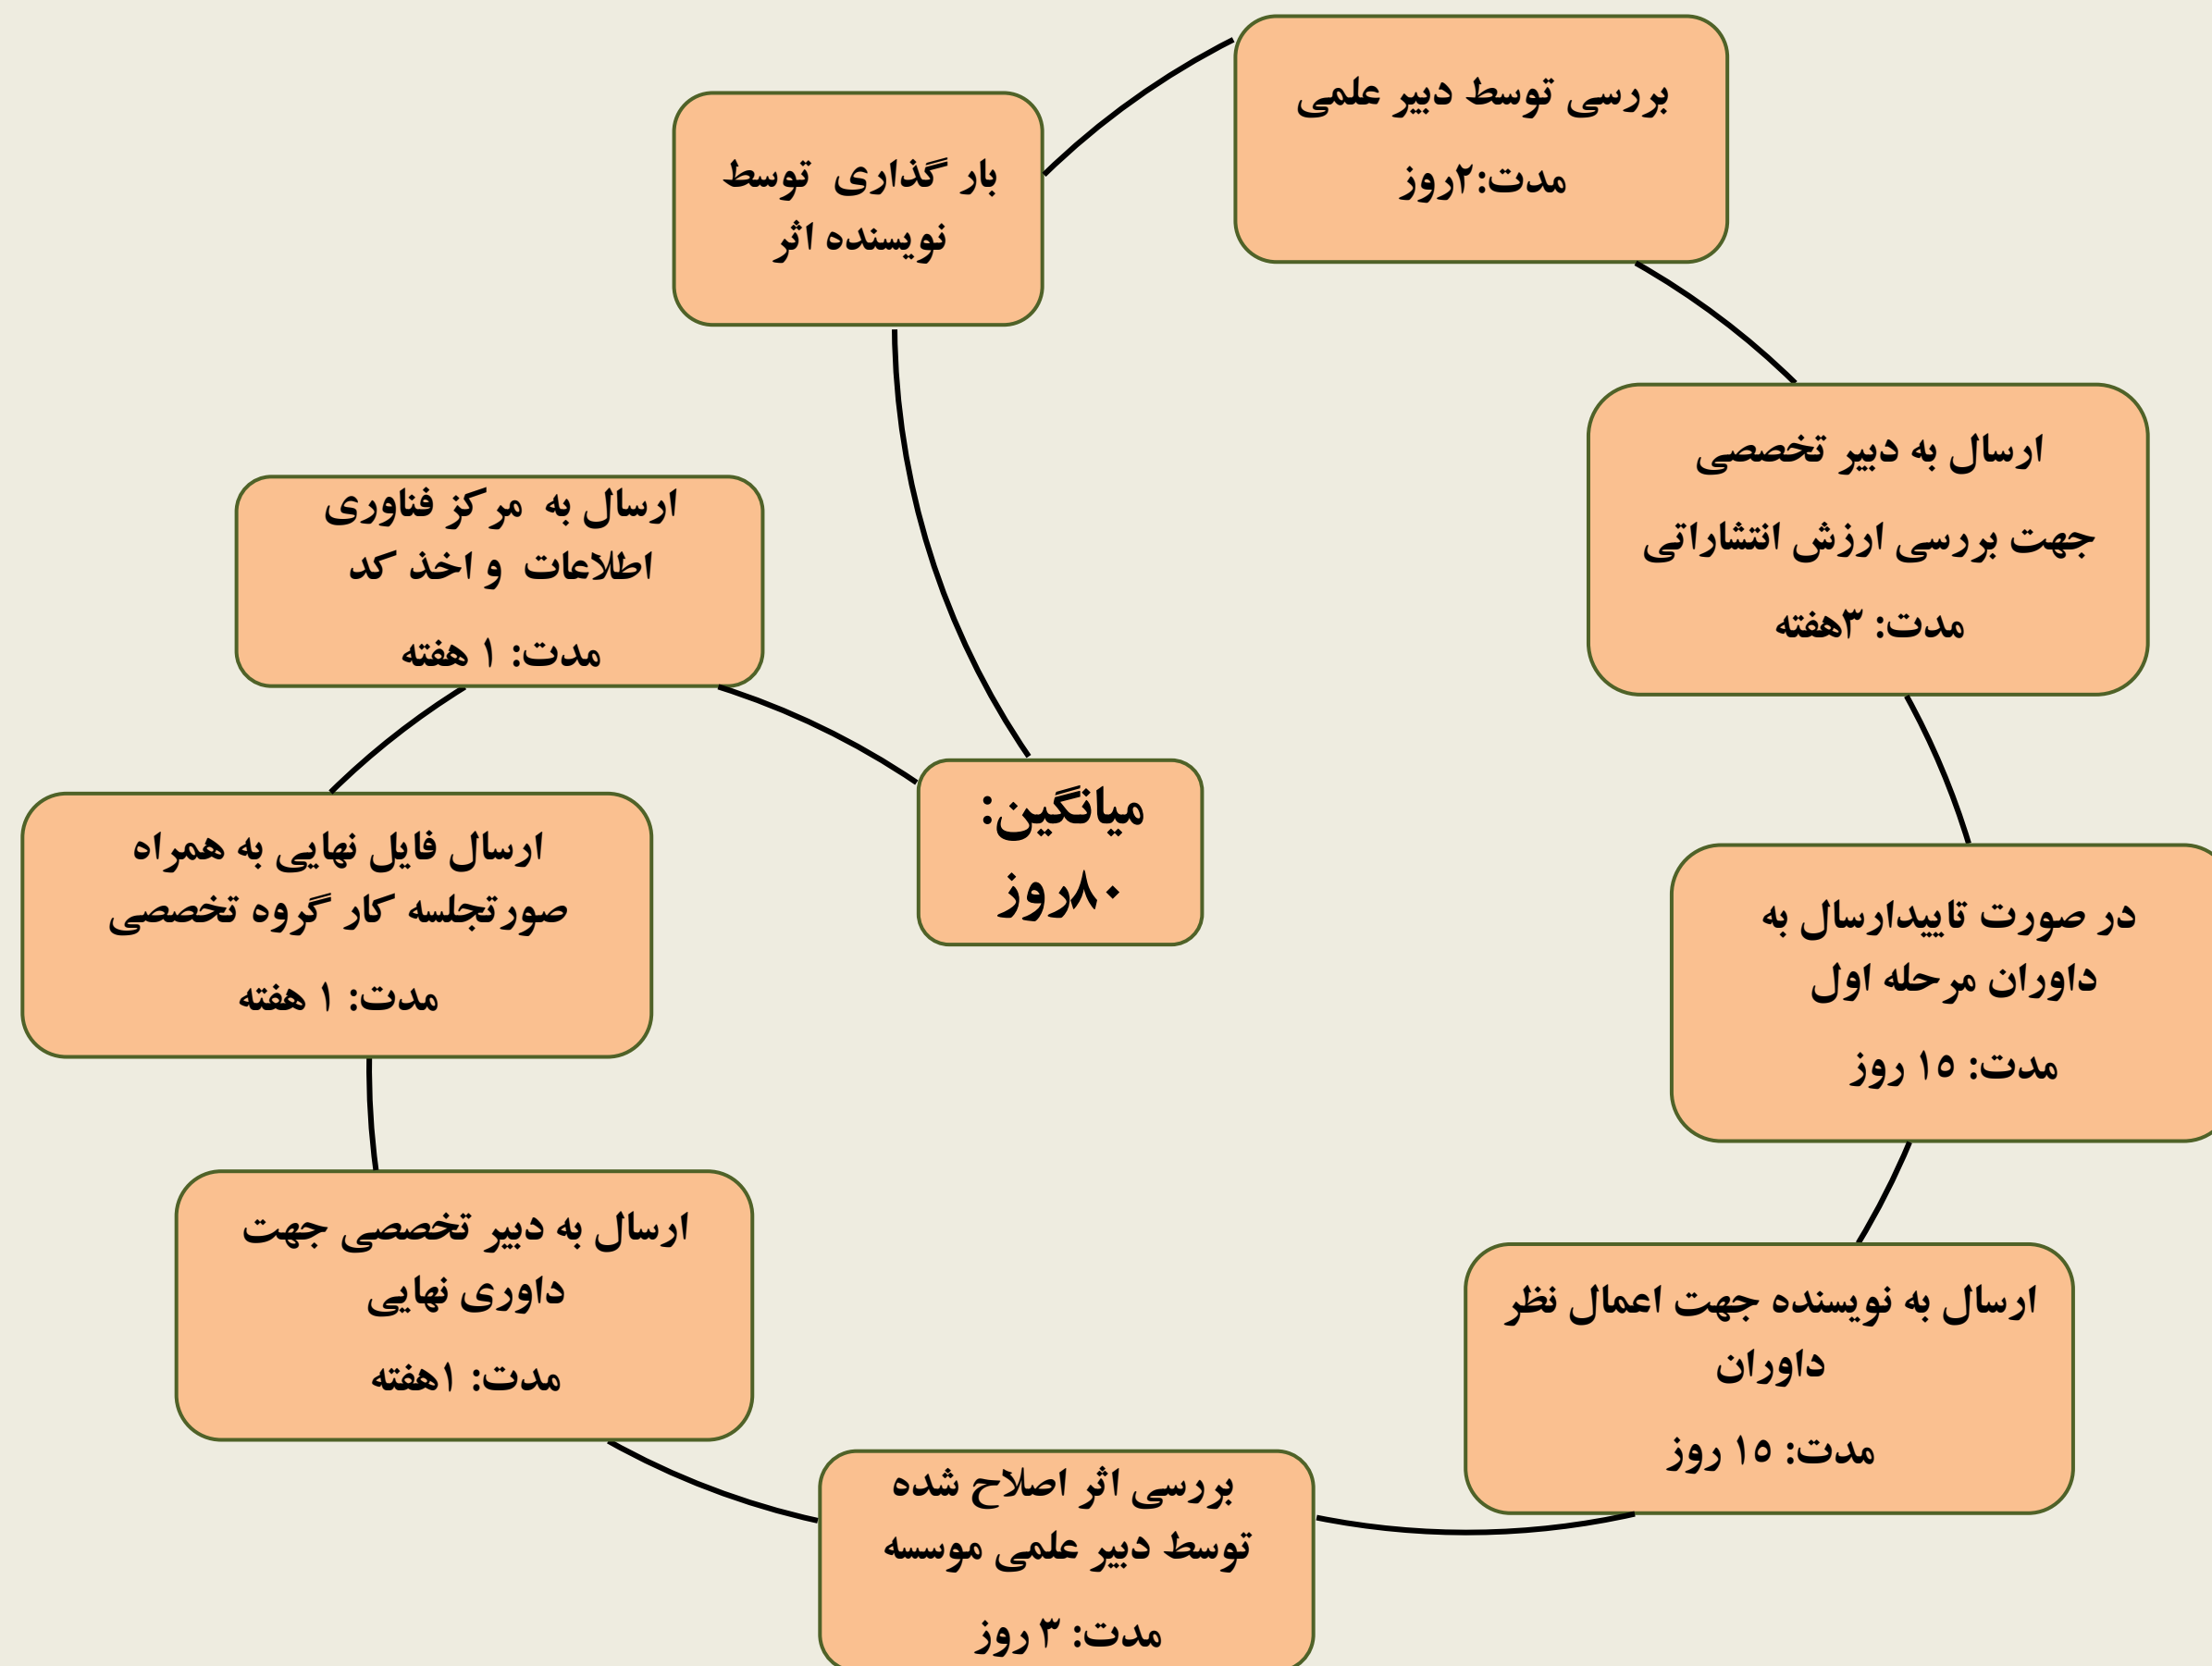 بار گذاری توسط
نویسنده اثر
بررسی توسط دبیر علمی
مدت:۲روز
ارسال به دبیر تخصصی
جهت بررسی ارزش انتشاراتی
مدت: ۳هفته
در صورت تاییدارسال به
داوران مرحله اول
مدت: ۱۵ روز
ارسال به نویسنده جهت اعمال نظر
داوران
مدت: ۱۵ روز
بررسی اثر اصلاح شده
توسط دبیر علمی موسسه
مدت: ۳ روز
ارسال به دبیر تخصصی جهت
داوری نهایی
مدت: ۱هفته
ارسال فایل نهایی به همراه
صورتجلسه کار گروه تخصصی
مدت: ۱ هفته
ارسال به مرکز فناوری
اطلاعات و اخذ کد
مدت: ۱ هفته
میانگین:
۸۰روز